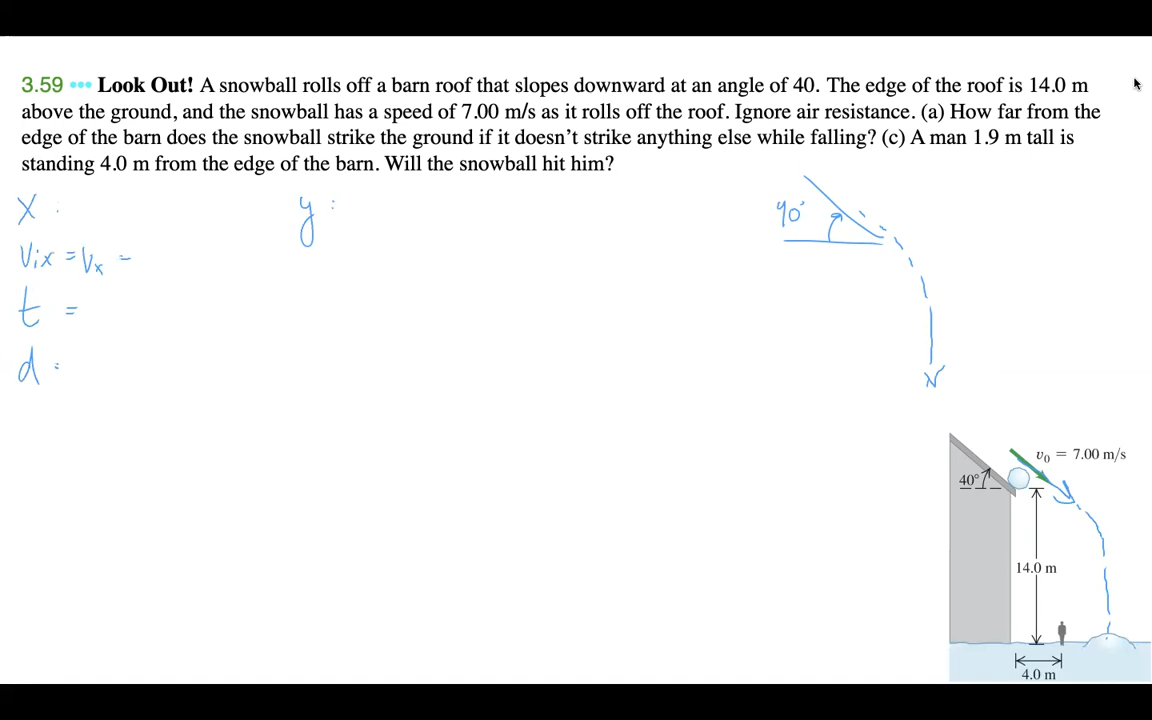 3.59 ••• Look Out! A snowball rolls off a barn roof that slopes downward at an angle of 40. The edge of the roof is 14.0 m
above the ground, and the snowball has a speed of 7.00 m/s as it rolls off the roof. Ignore air resistance. (a) How far from the
edge of the barn does the snowball strike the ground if it doesn’t strike anything else while falling? (c) A man 1.9 m tall is
standing 4.0 m from the edge of the barn. Will the snowball hit him?
x :
y :
40°
Vix = Vx =
t =
d =
v₀ = 7.00 m/s
40°
14.0 m
4.0 m